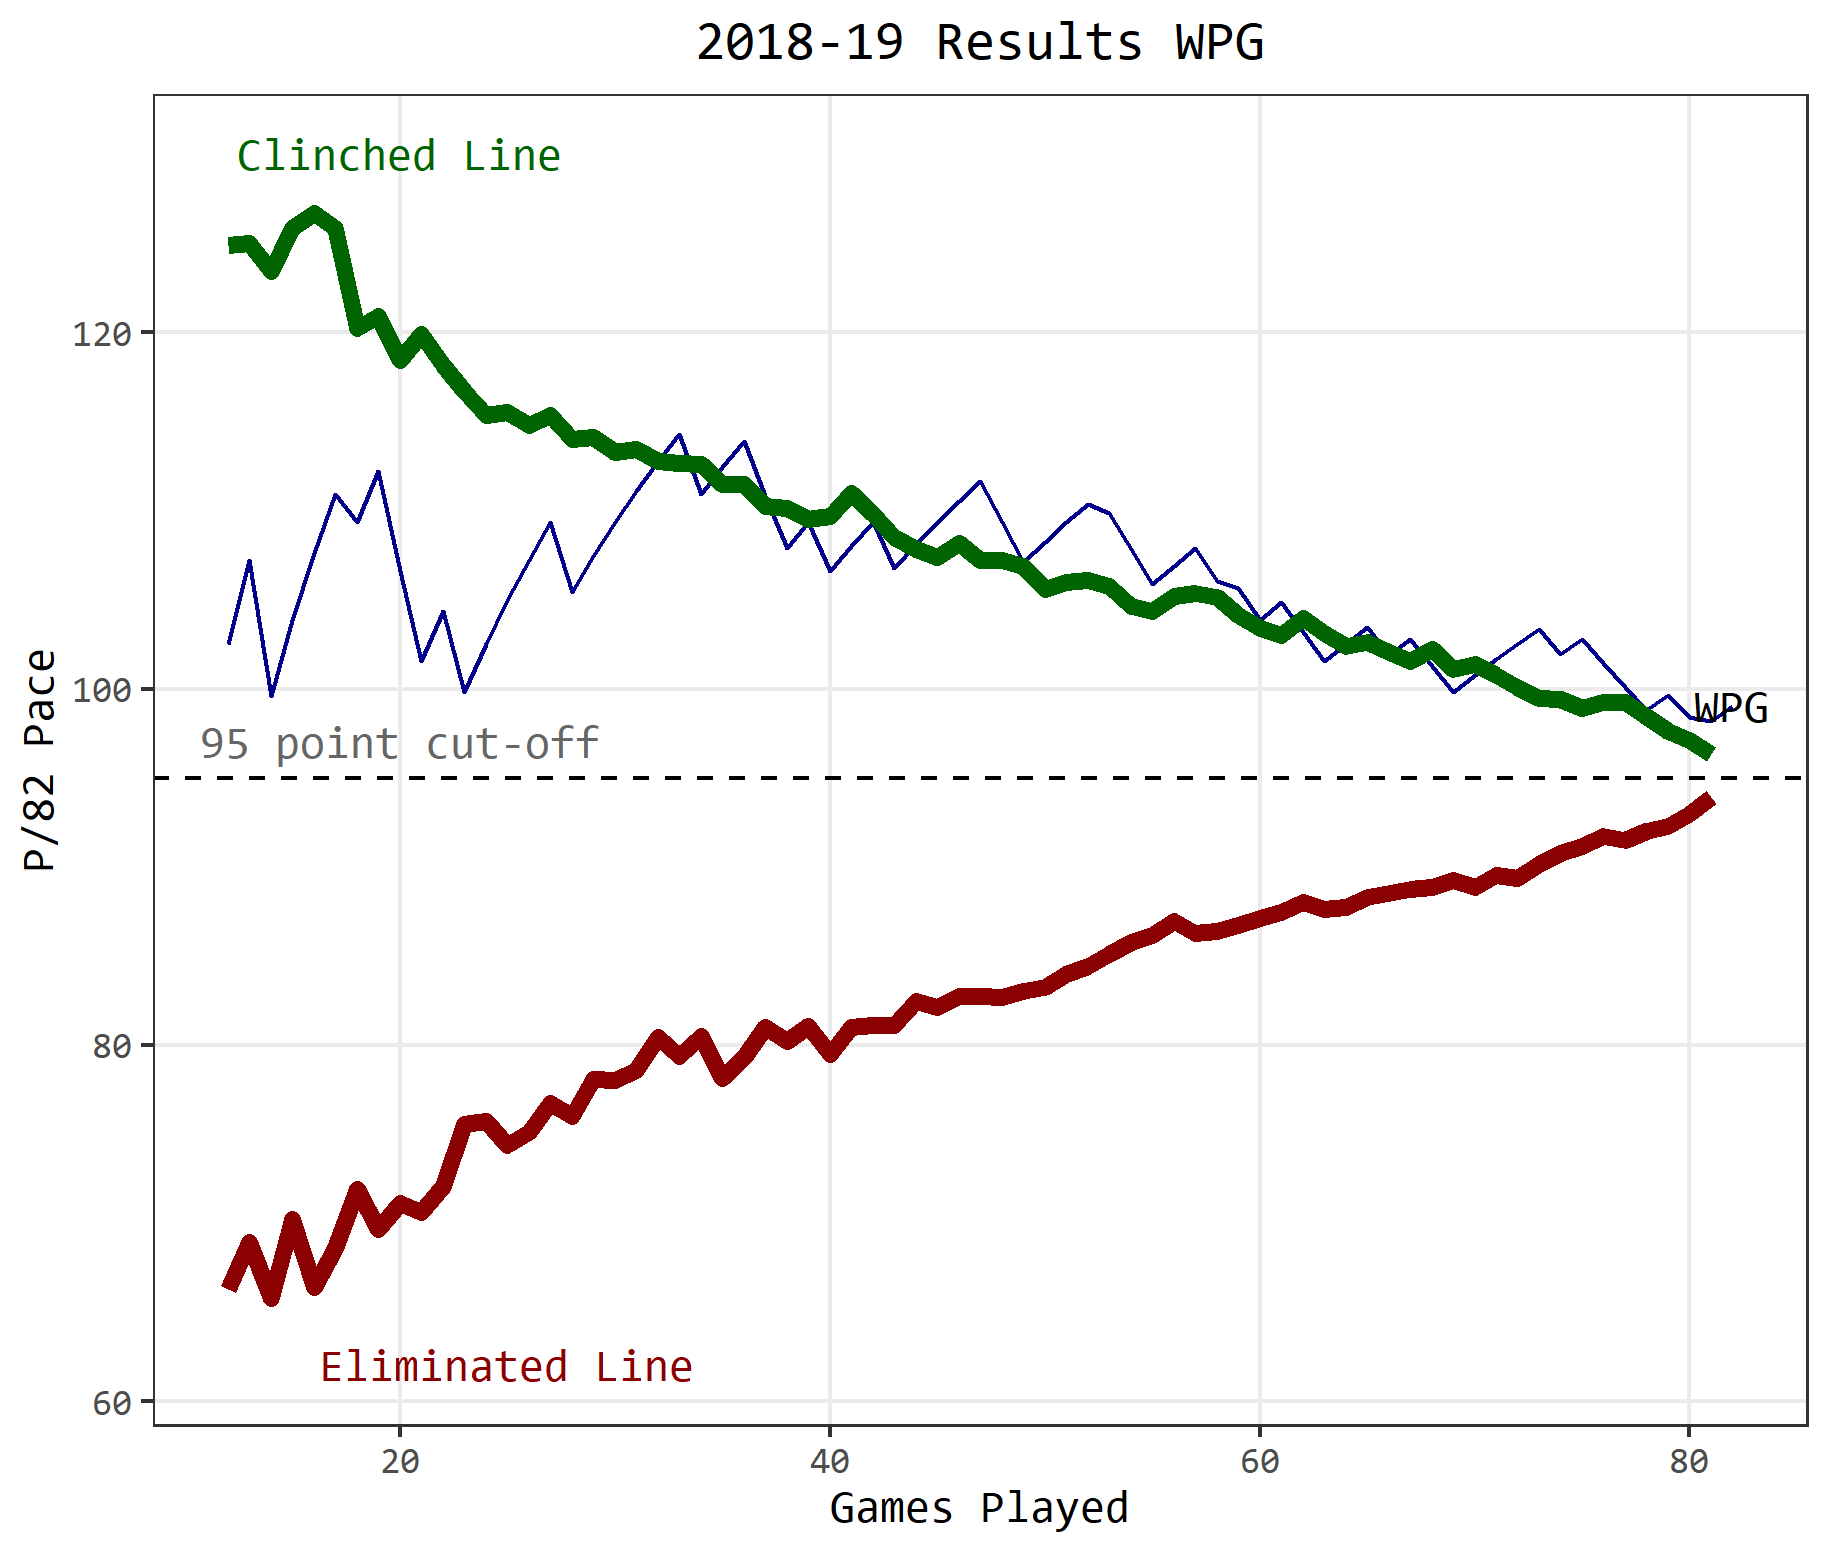 2018-19 Results WPG
Clinched Line
120
100
WPG
95 point cut-off
P/82 Pace
80
Eliminated Line
60
20 40 60 80
Games Played